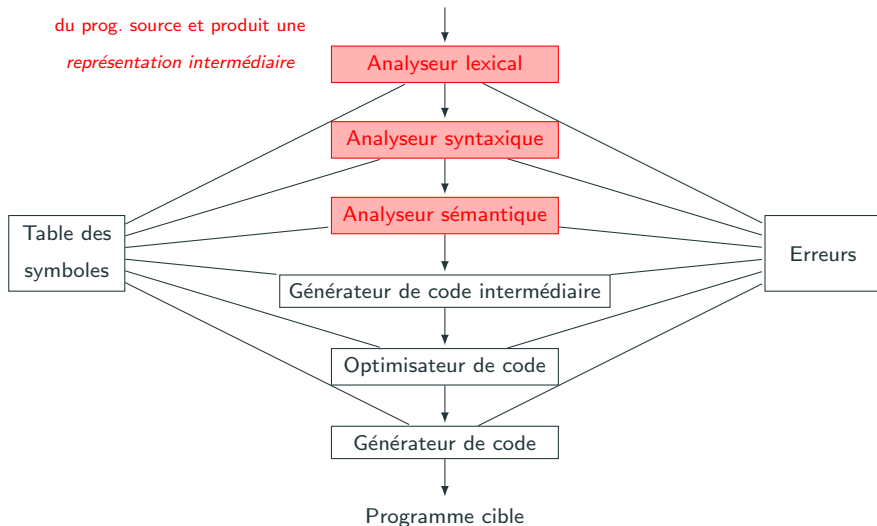 du prog. source et produit une
représentation intermédiaire
Analyseur lexical
Analyseur syntaxique
Analyseur sémantique
Table des
symboles
Erreurs
Générateur de code intermédiaire
Optimisateur de code
Générateur de code
Programme cible